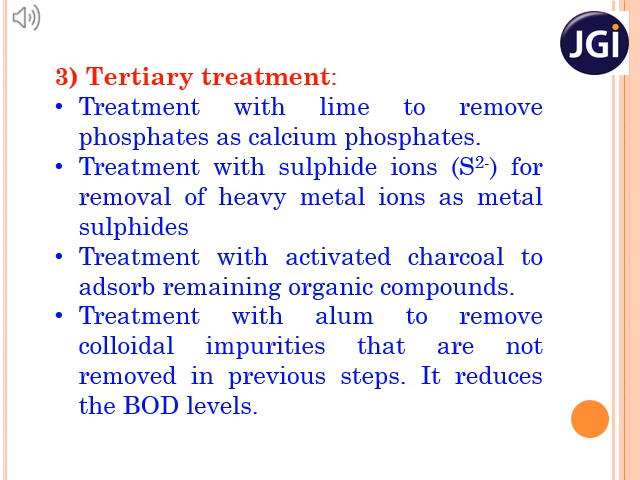 JGi
3) Tertiary treatment:
• Treatment with lime to remove
phosphates as calcium phosphates.
• Treatment with sulphide ions (S²⁻) for
removal of heavy metal ions as metal
sulphides
• Treatment with activated charcoal to
adsorb remaining organic compounds.
• Treatment with alum to remove
colloidal impurities that are not
removed in previous steps. It reduces
the BOD levels.